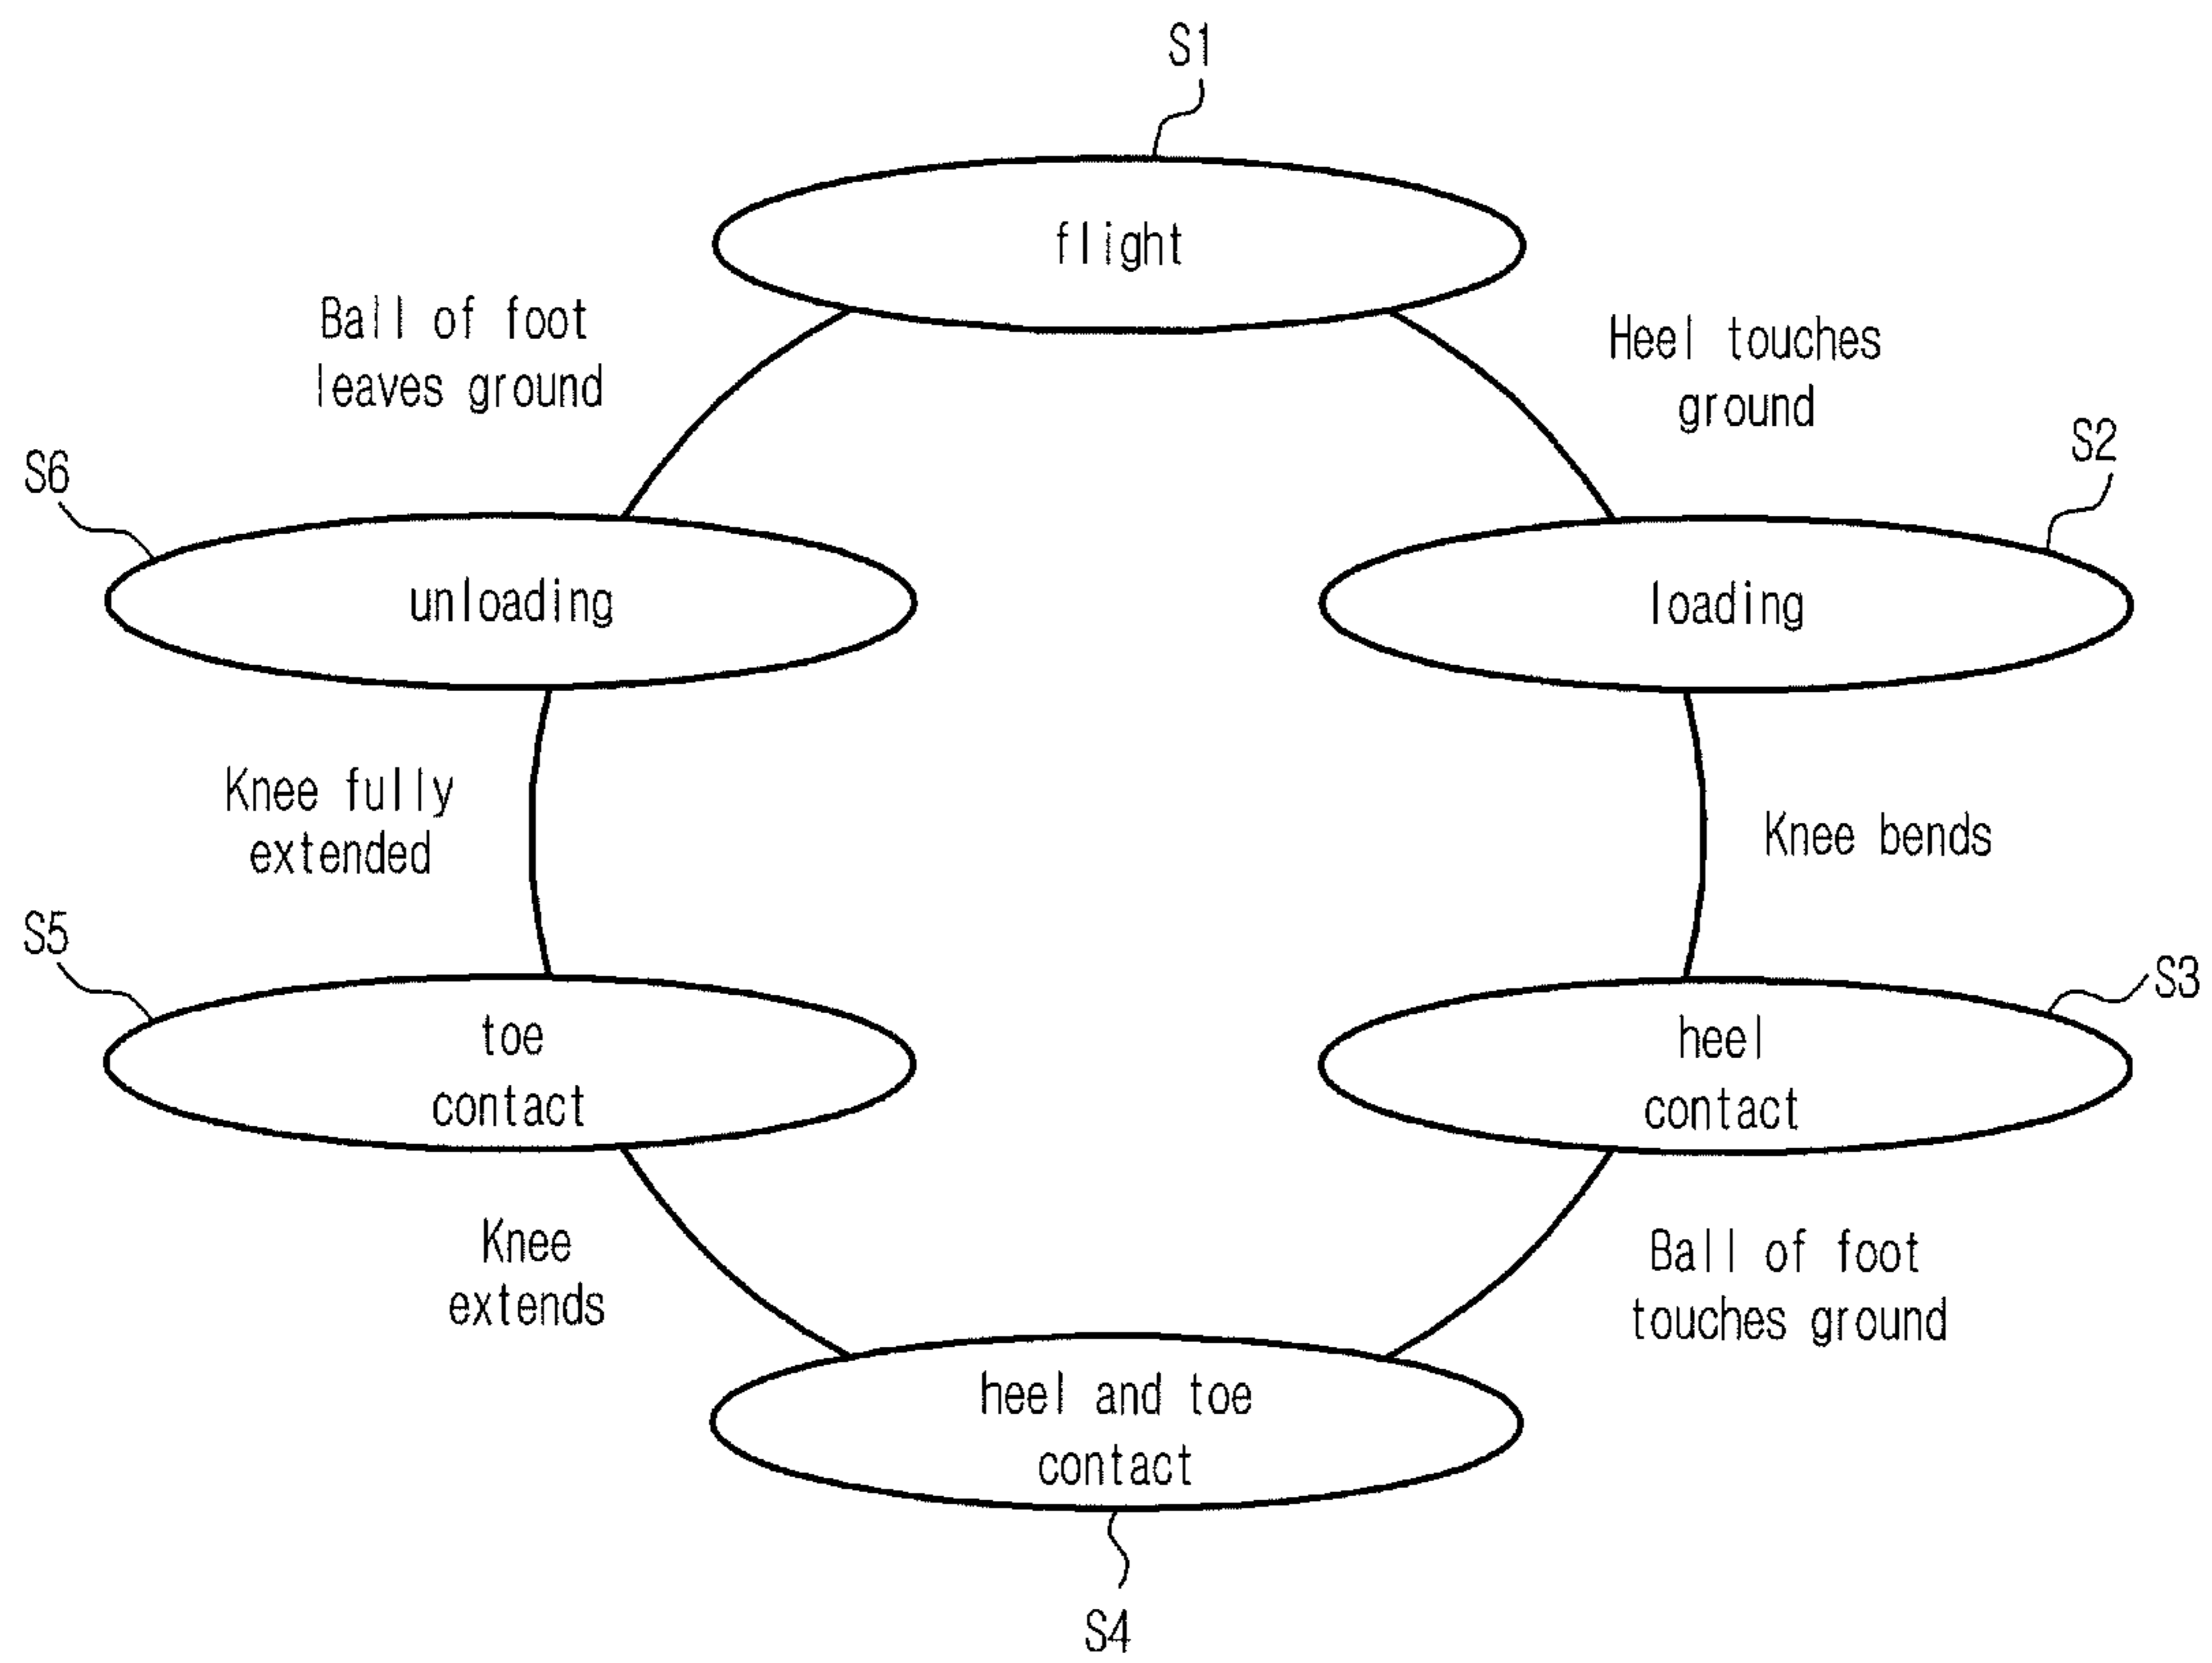 S1
flight
Ball of foot
leaves ground
Heel touches
ground
S6
S2
unloading
loading
Knee fully
extended
Knee bends
S5
S3
toe
contact
heel
contact
Knee
extends
Ball of foot
touches ground
heel and toe
contact
S4